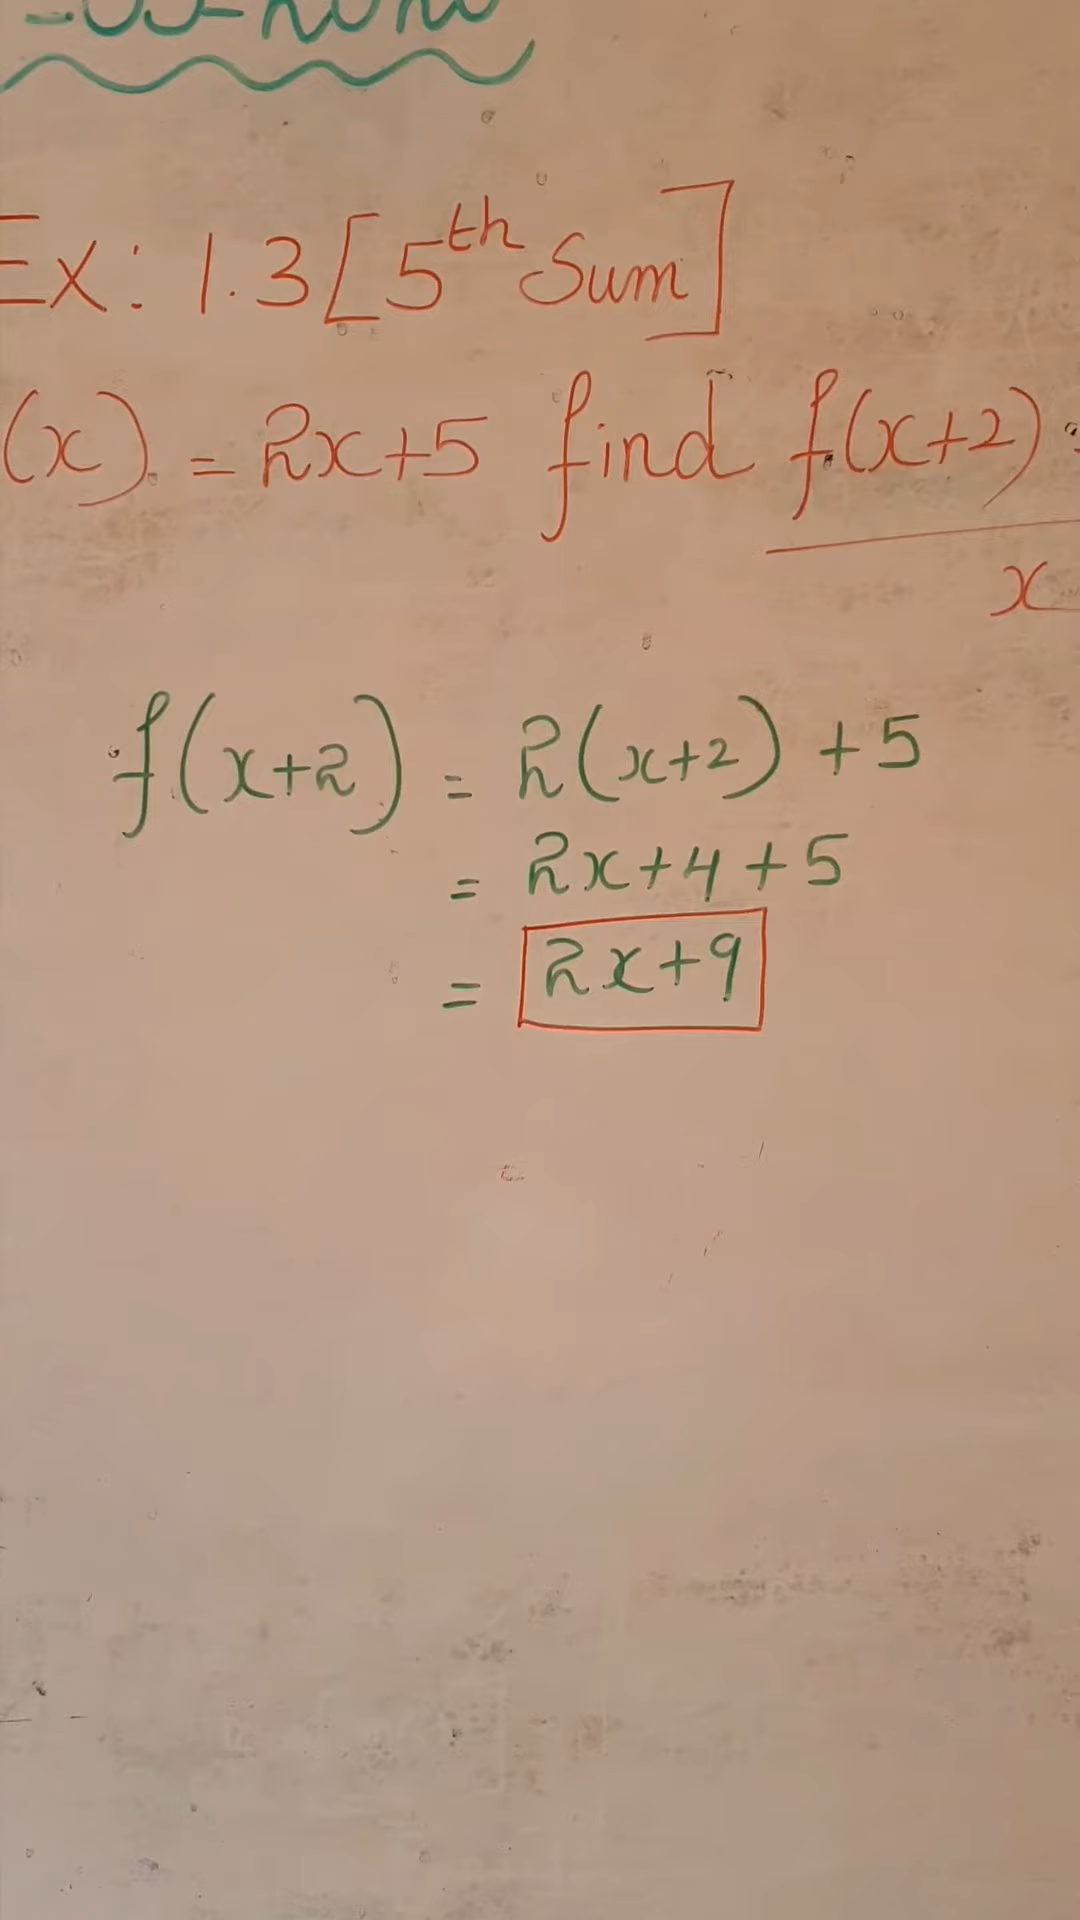 Ex: 1.3 [5th Sum]
(x) = 2x+5 find f(x+2)
x
f(x+2) = 2(x+2) +5
= 2x+4+5
= 2x+9